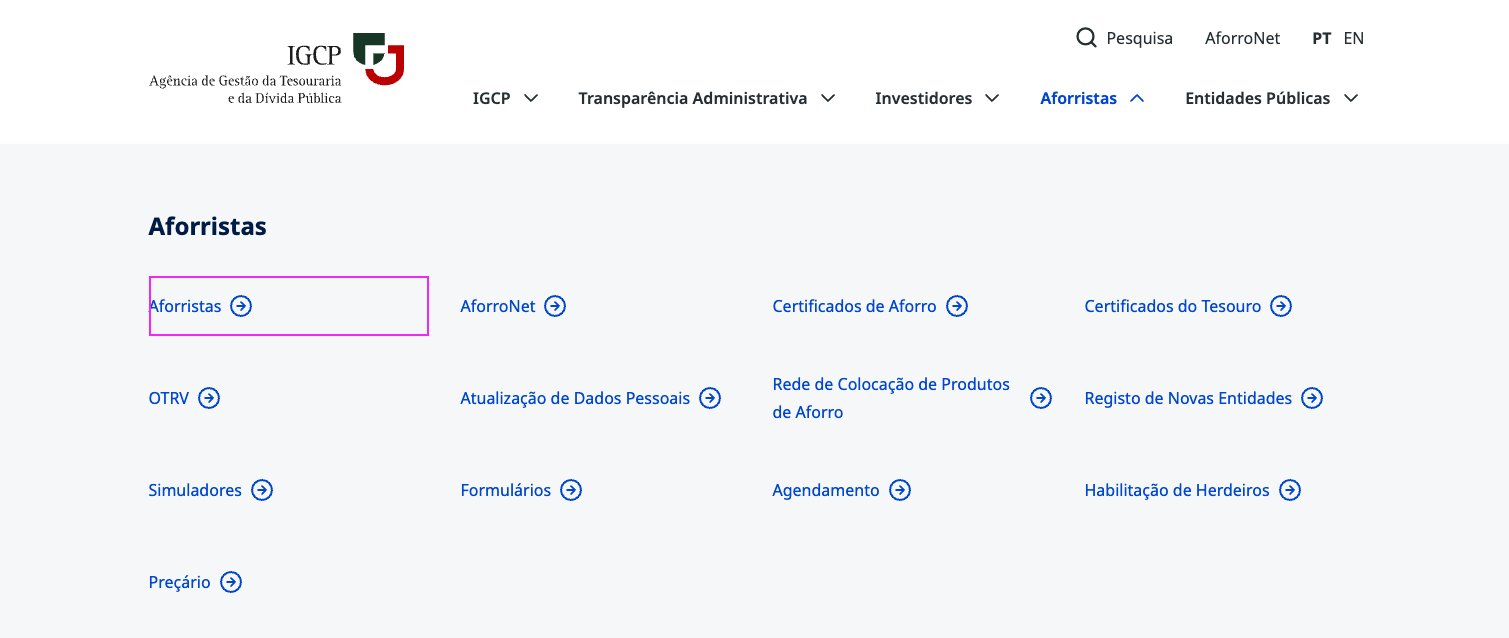 Pesquisa AforroNet PT EN
IGCP
Agência de Gestão da Tesouraria
e da Dívida Pública
IGCP Transparência Administrativa Investidores Aforristas Entidades Públicas
Aforristas
Aforristas AforroNet Certificados de Aforro Certificados do Tesouro
OTRV Atualização de Dados Pessoais Rede de Colocação de Produtos
de Aforro Registo de Novas Entidades
Simuladores Formulários Agendamento Habilitação de Herdeiros
Preçário